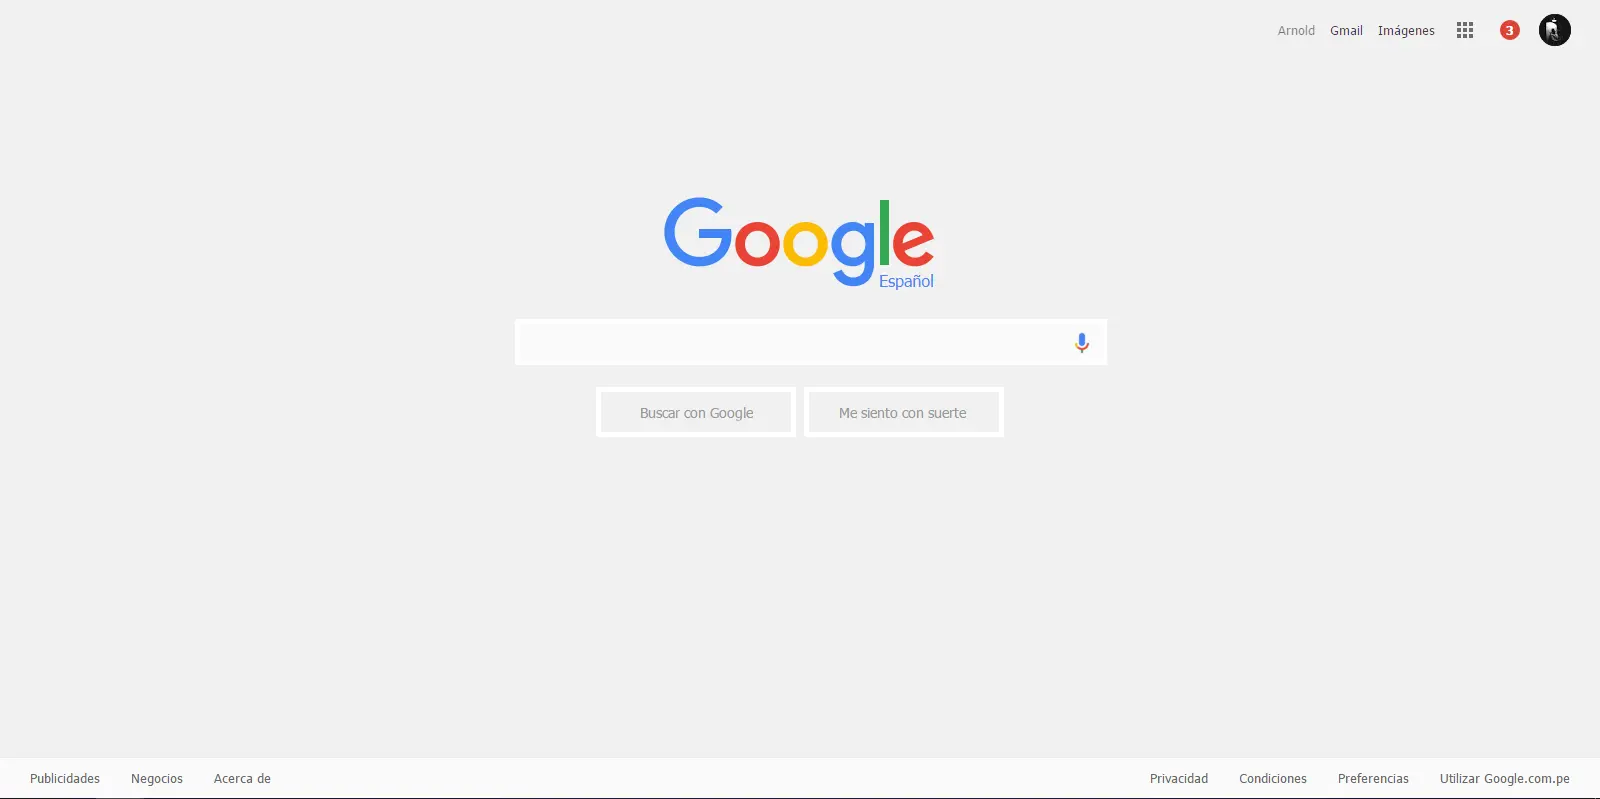 Arnold Gmail Imágenes 3
Google
Español
Buscar con Google Me siento con suerte
Publicidades Negocios Acerca de Privacidad Condiciones Preferencias Utilizar Google.com.pe